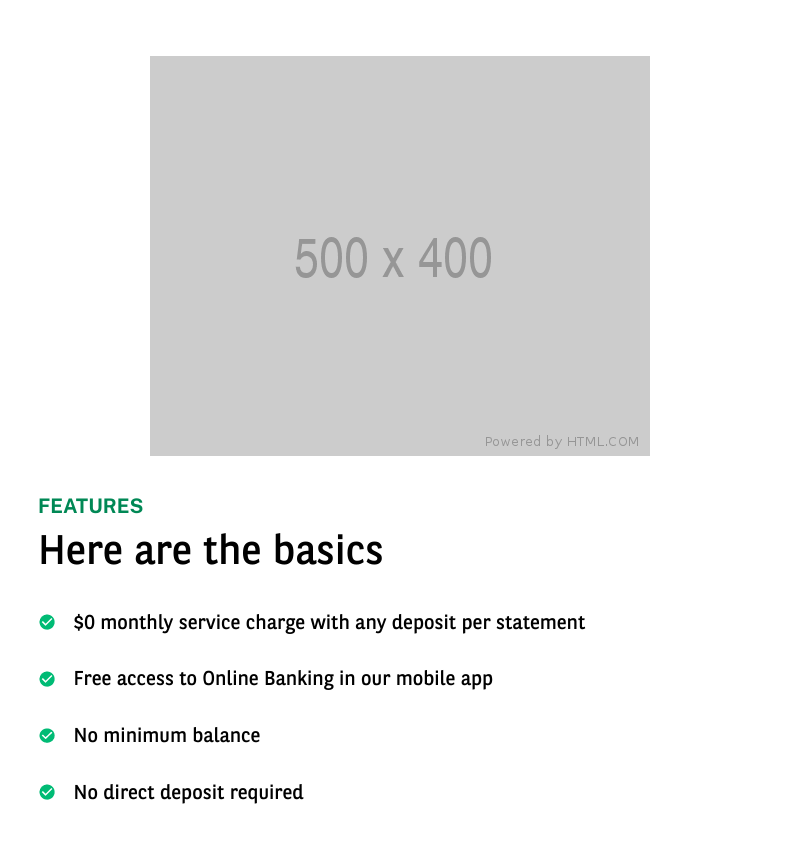 500 x 400
Powered by HTML.COM
FEATURES
Here are the basics
$0 monthly service charge with any deposit per statement
Free access to Online Banking in our mobile app
No minimum balance
No direct deposit required